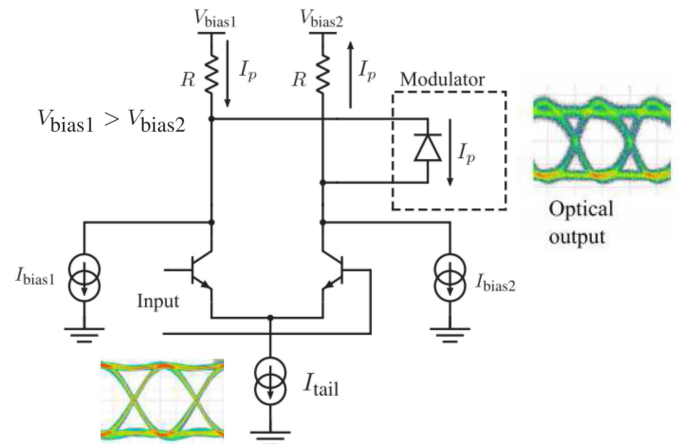 V_bias1
V_bias2
R
I_p
R
I_p
Modulator
V_bias1 > V_bias2
I_p
Optical
output
I_bias1
I_bias2
Input
I_tail